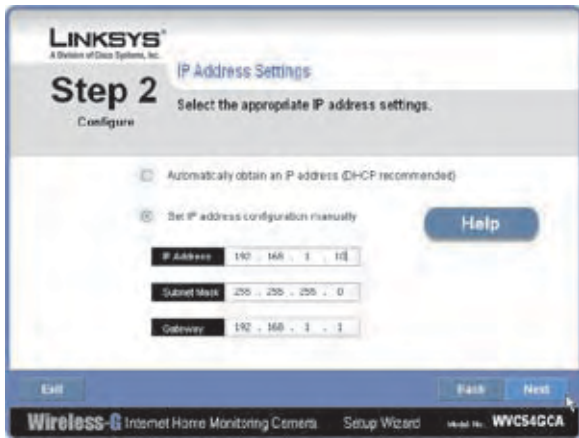 LINKSYS®
A Division of Cisco Systems, Inc.
Step 2
Configure
IP Address Settings
Select the appropriate IP address settings.
Automatically obtain an IP address (DHCP recommended)
Set IP address configuration manually
Help
IP Address 192 . 168 . 1 . 10
Subnet Mask 255 . 255 . 255 . 0
Gateway 192 . 168 . 1 . 1
Exit
Back
Next
Wireless-G Internet Home Monitoring Camera Setup Wizard Model No. WVC54GCA